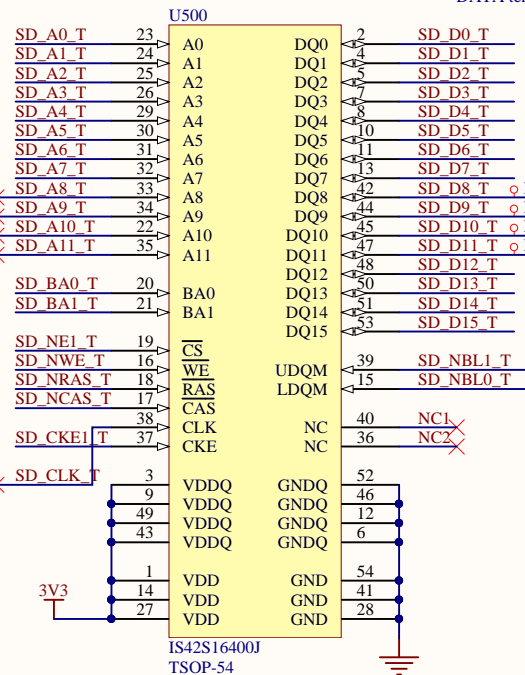 DATA
U500
SD_A0_T 23 A0 DQ0 2 SD_D0_T
SD_A1_T 24 A1 DQ1 4 SD_D1_T
SD_A2_T 25 A2 DQ2 5 SD_D2_T
SD_A3_T 26 A3 DQ3 7 SD_D3_T
SD_A4_T 29 A4 DQ4 8 SD_D4_T
SD_A5_T 30 A5 DQ5 10 SD_D5_T
SD_A6_T 31 A6 DQ6 11 SD_D6_T
SD_A7_T 32 A7 DQ7 13 SD_D7_T
SD_A8_T 33 A8 DQ8 42 SD_D8_T
SD_A9_T 34 A9 DQ9 44 SD_D9_T
SD_A10_T 22 A10 DQ10 45 SD_D10_T
SD_A11_T 35 A11 DQ11 47 SD_D11_T
DQ12 48 SD_D12_T
SD_BA0_T 20 BA0 DQ13 50 SD_D13_T
SD_BA1_T 21 BA1 DQ14 51 SD_D14_T
DQ15 53 SD_D15_T
SD_NE1_T 19 CS
SD_NWE_T 16 WE UDQM 39 SD_NBL1_T
SD_NRAS_T 18 RAS LDQM 15 SD_NBL0_T
SD_NCAS_T 17 CAS
38 CLK NC 40 NC1
SD_CKE1_T 37 CKE NC 36 NC2
SD_CLK_T
3 VDDQ GNDQ 52
9 VDDQ GNDQ 46
49 VDDQ GNDQ 12
43 VDDQ GNDQ 6
1 VDD GND 54
3V3 14 VDD GND 41
27 VDD GND 28
IS42S16400J
TSOP-54